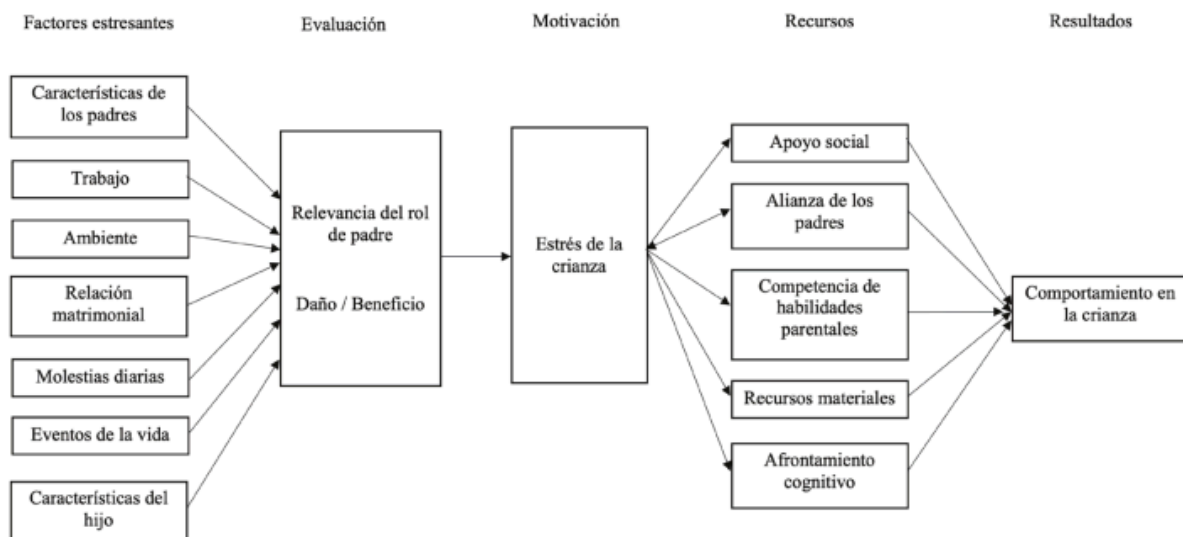 Factores estresantes
Evaluación
Motivación
Recursos
Resultados
Características de
los padres
Trabajo
Ambiente
Relación
matrimonial
Molestias diarias
Eventos de la vida
Características del
hijo
Relevancia del rol
de padre
Daño / Beneficio
Estrés de la
crianza
Apoyo social
Alianza de los
padres
Competencia de
habilidades
parentales
Recursos materiales
Afrontamiento
cognitivo
Comportamiento en
la crianza